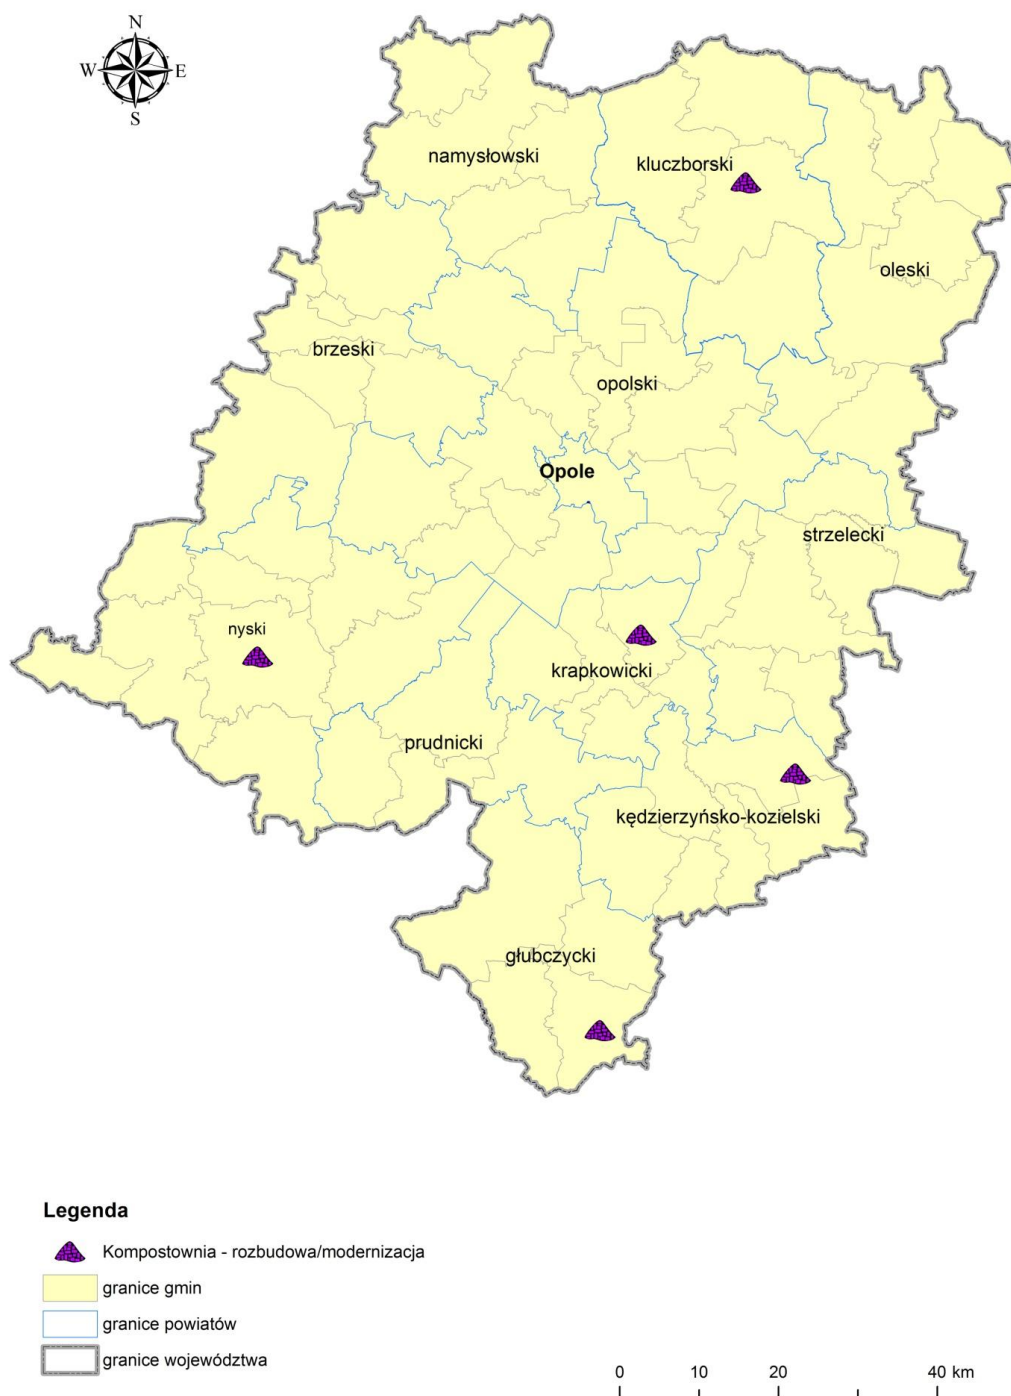 N
W E
S
namysłowski
kluczborski
oleski
brzeski
opolski
Opole
strzelecki
nyski
krapkowicki
prudnicki
kędzierzyńsko-kozielski
głubczycki
Legenda
Kompostownia - rozbudowa/modernizacja
granice gmin
granice powiatów
granice województwa
0 10 20 40 km